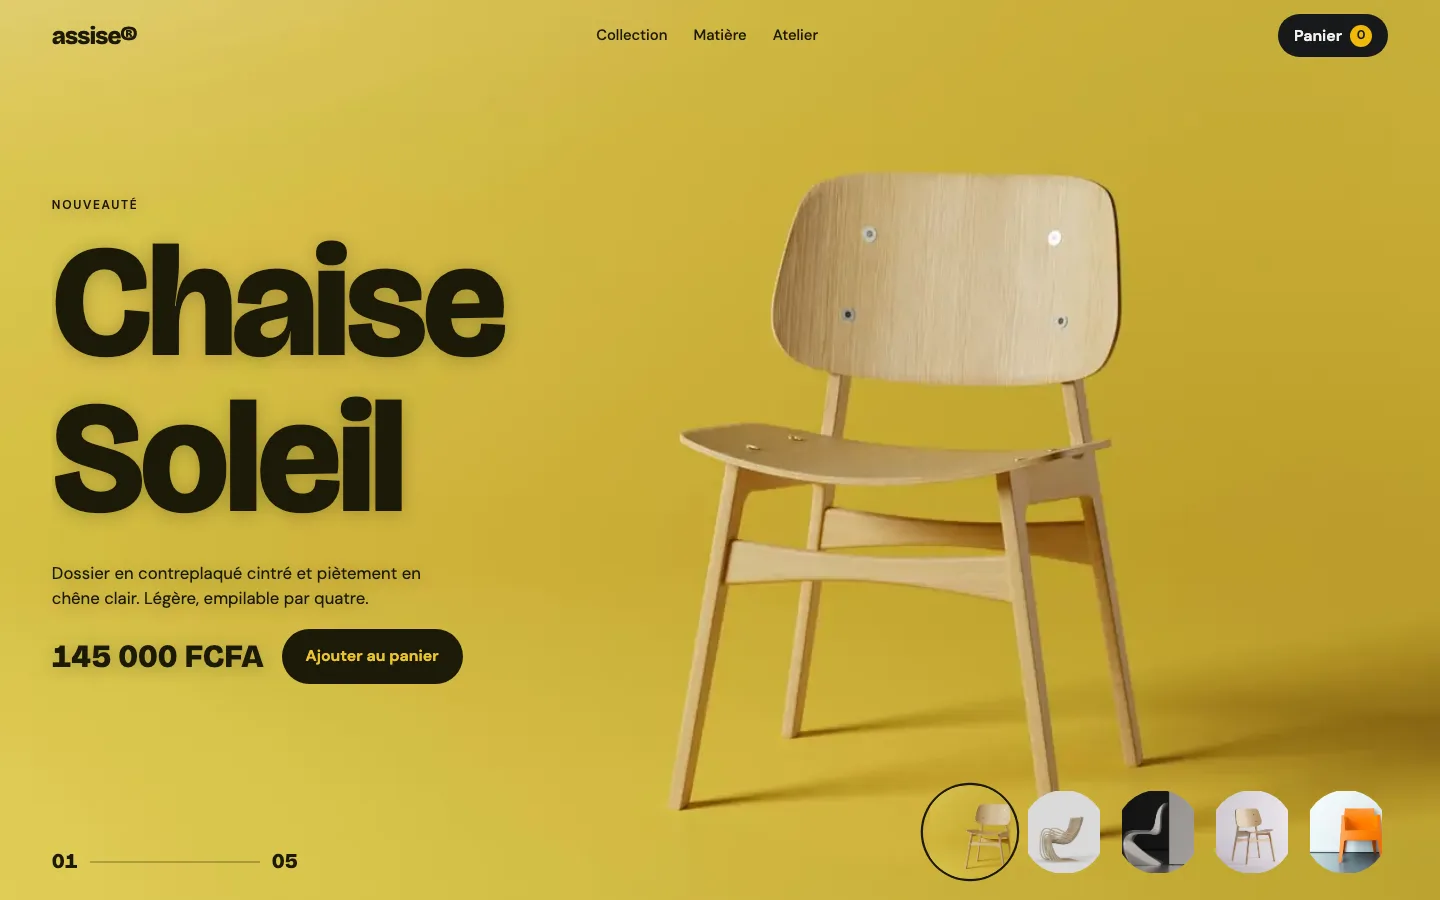 assise®
Collection
Matière
Atelier
Panier 0
NOUVEAUTÉ
Chaise
Soleil
Dossier en contreplaqué cintré et piètement en
chêne clair. Légère, empilable par quatre.
145 000 FCFA
Ajouter au panier
01
05